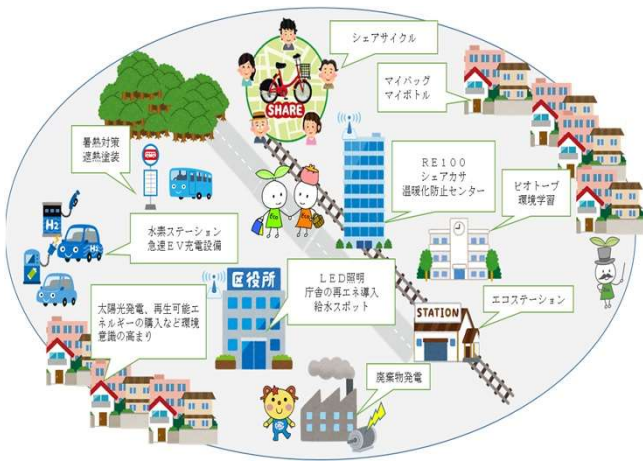 シェアサイクル
SHARE
マイバッグ
マイボトル
暑熱対策
遮熱塗装
RE100
シェアカサ
温暖化防止センター
ビオトープ
環境学習
H2
水素ステーション
急速EV充電設備
H2
区役所
LED照明
庁舎の再エネ導入
給水スポット
STATION
エコステーション
太陽光発電、再生可能エ
ネルギーの購入など環境
意識の高まり
廃棄物発電